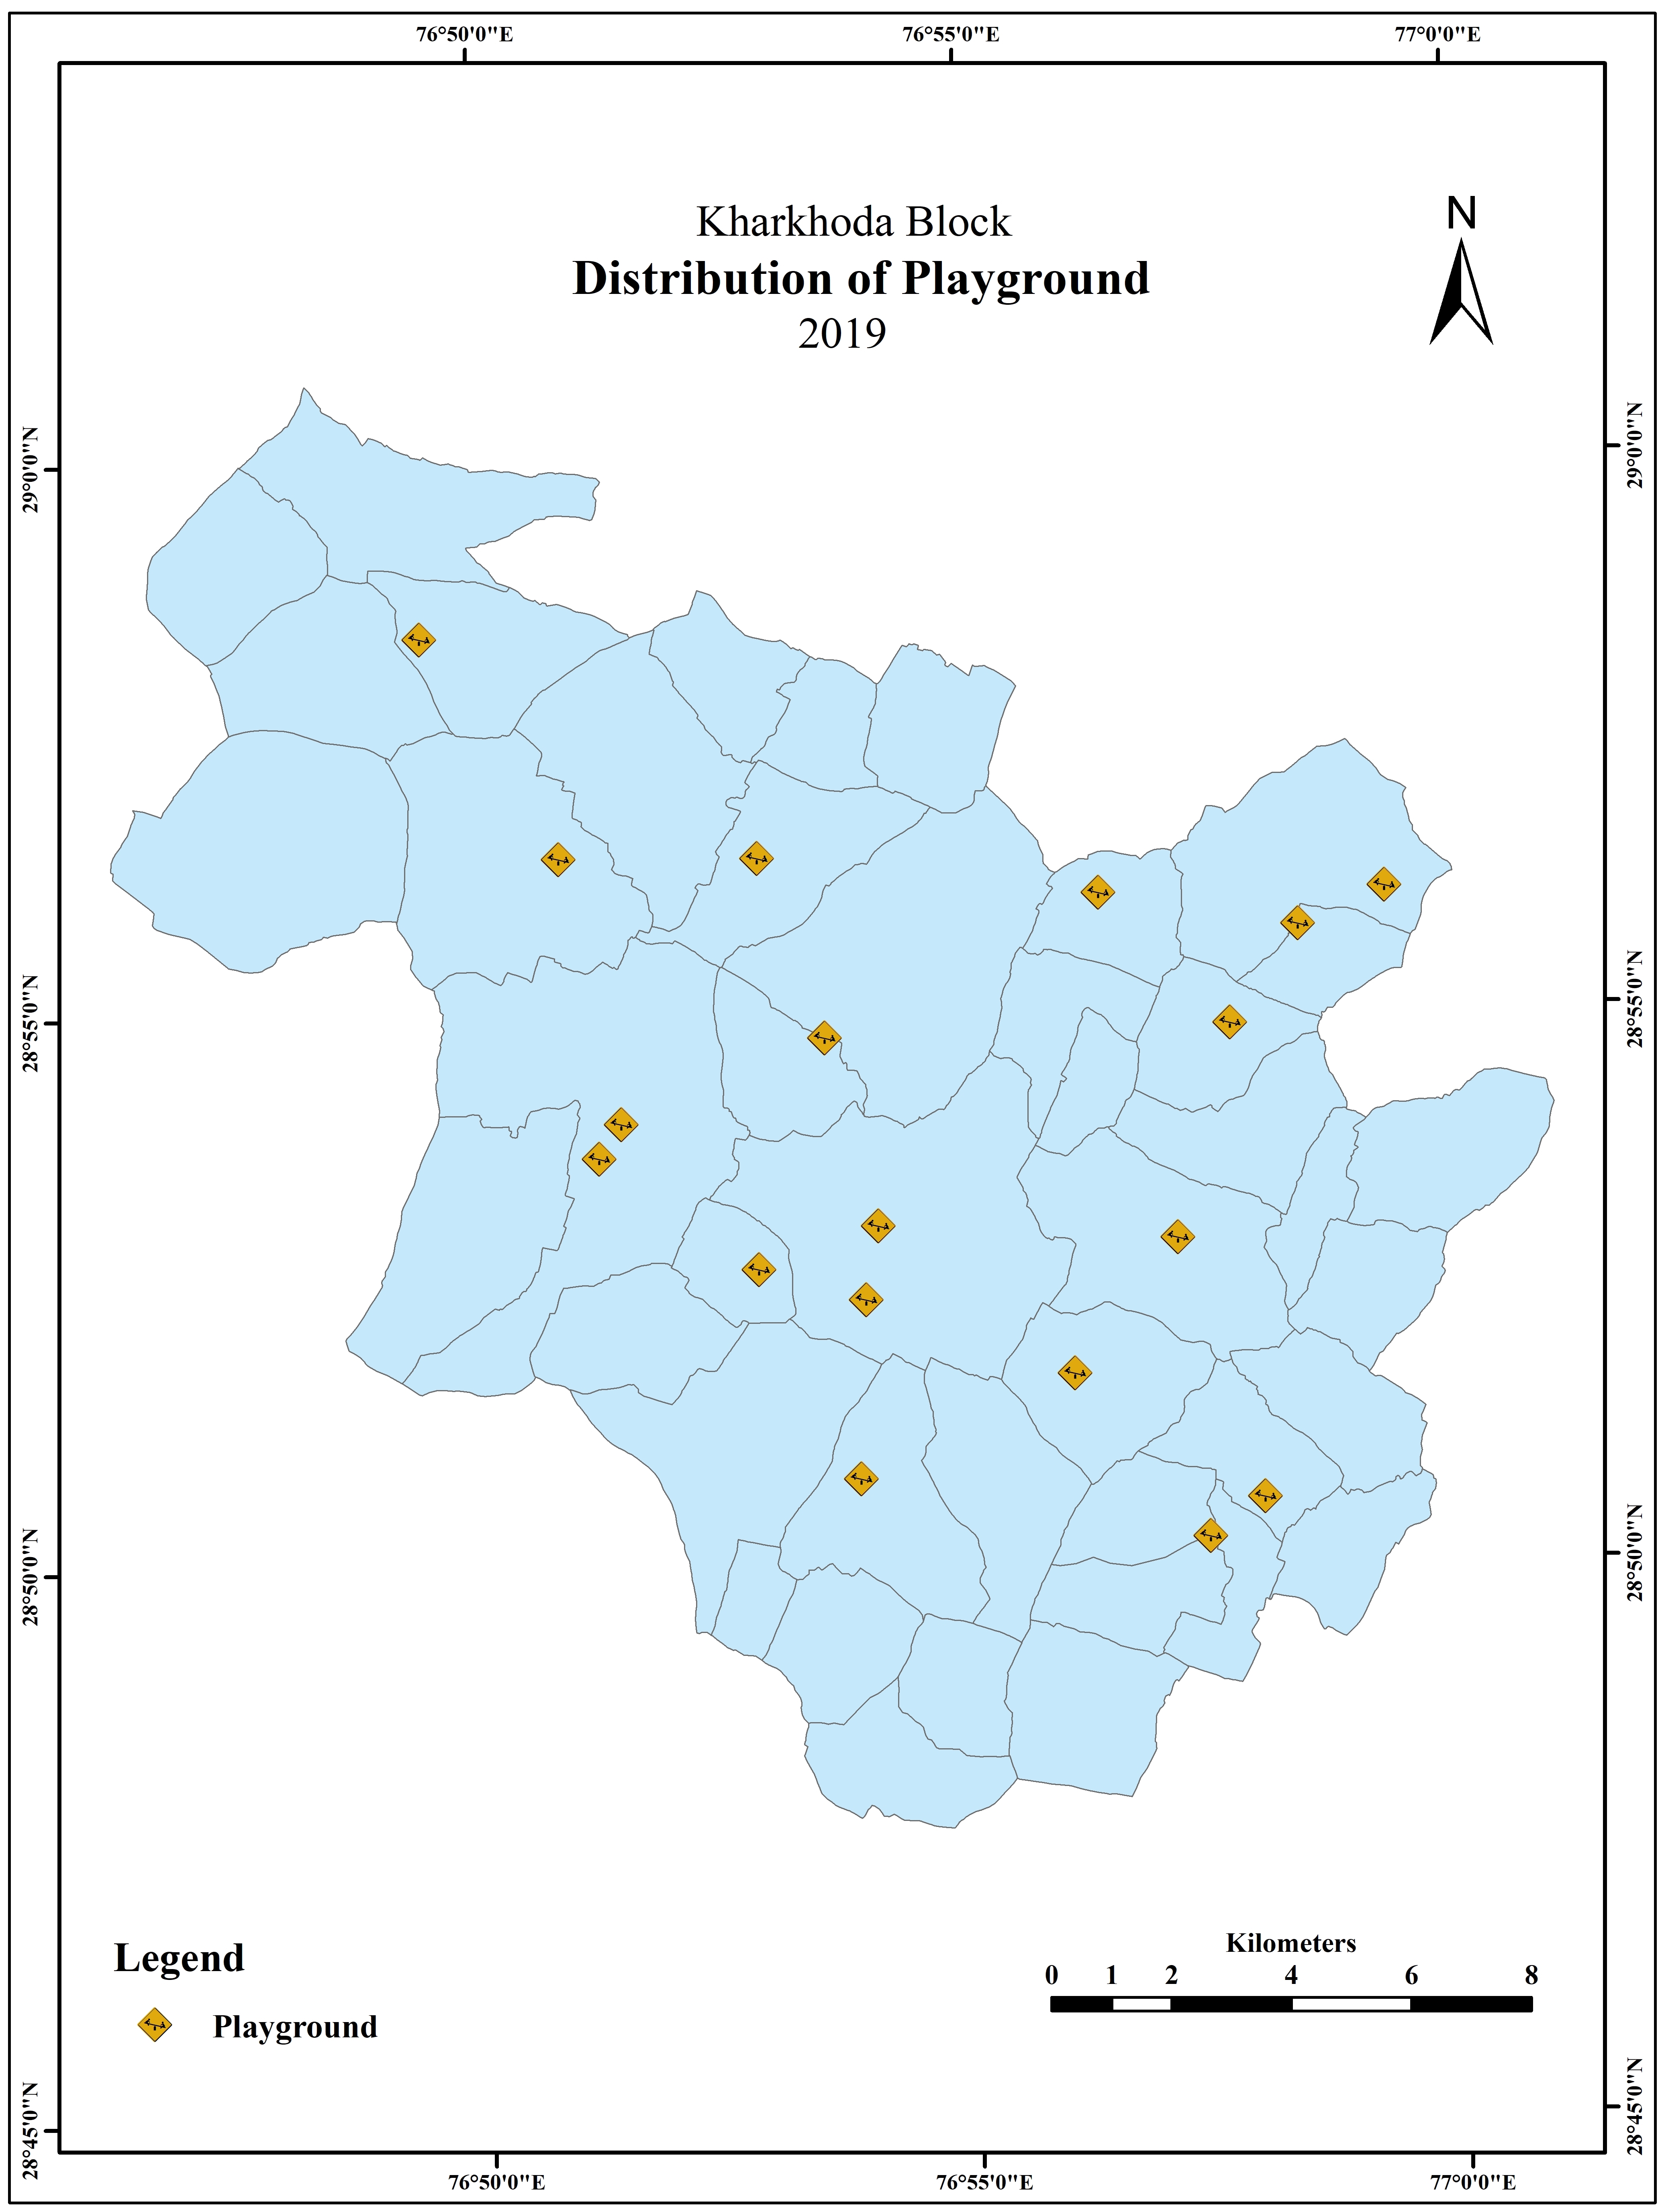 76°50'0"E 76°55'0"E 77°0'0"E
Kharkhoda Block
Distribution of Playground
2019
N
29°0'0"N 29°0'0"N
28°55'0"N 28°55'0"N
28°50'0"N 28°50'0"N
Legend
Playground
Kilometers
0 1 2 4 6 8
28°45'0"N 28°45'0"N
76°50'0"E 76°55'0"E 77°0'0"E